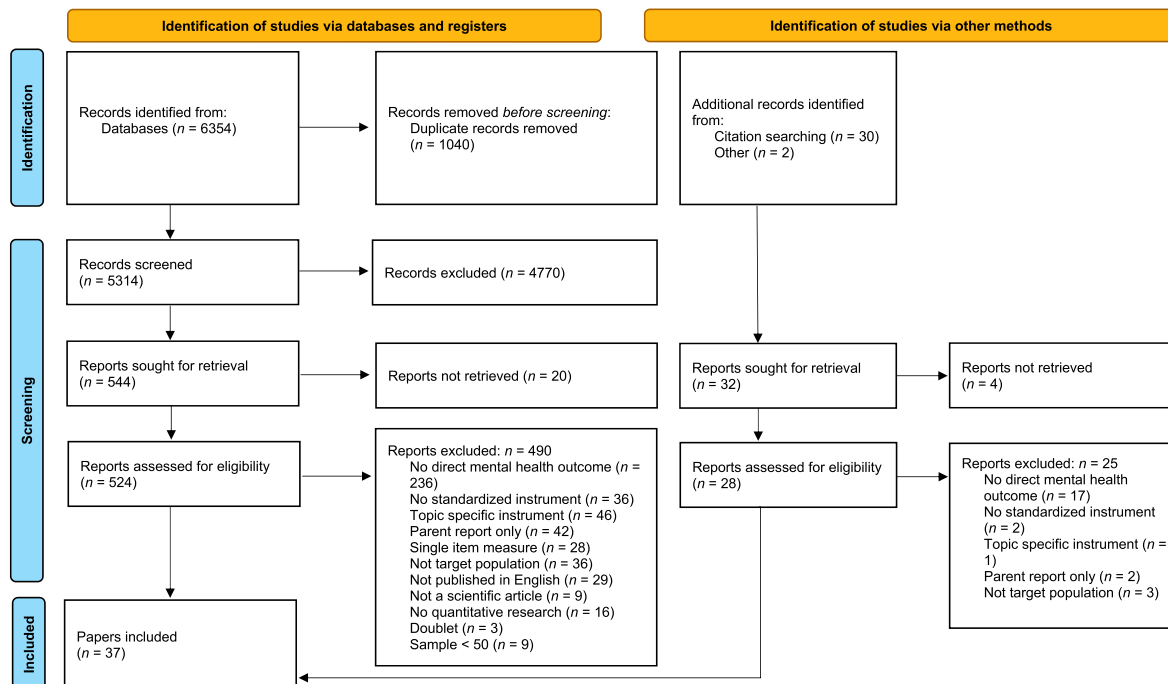 Identification of studies via databases and registers
Identification of studies via other methods
Identification
Records identified from:
Databases (n = 6354)
Records removed before screening:
Duplicate records removed
(n = 1040)
Additional records identified
from:
Citation searching (n = 30)
Other (n = 2)
Screening
Records screened
(n = 5314)
Records excluded (n = 4770)
Reports sought for retrieval
(n = 544)
Reports not retrieved (n = 20)
Reports sought for retrieval
(n = 32)
Reports not retrieved
(n = 4)
Reports assessed for eligibility
(n = 524)
Reports excluded: n = 490
No direct mental health outcome (n =
236)
No standardized instrument (n = 36)
Topic specific instrument (n = 46)
Parent report only (n = 42)
Single item measure (n = 28)
Not target population (n = 36)
Not published in English (n = 29)
Not a scientific article (n = 9)
No quantitative research (n = 16)
Doublet (n = 3)
Sample < 50 (n = 9)
Reports assessed for eligibility
(n = 28)
Reports excluded: n = 25
No direct mental health
outcome (n = 17)
No standardized instrument
(n = 2)
Topic specific instrument (n =
1)
Parent report only (n = 2)
Not target population (n = 3)
Included
Papers included
(n = 37)